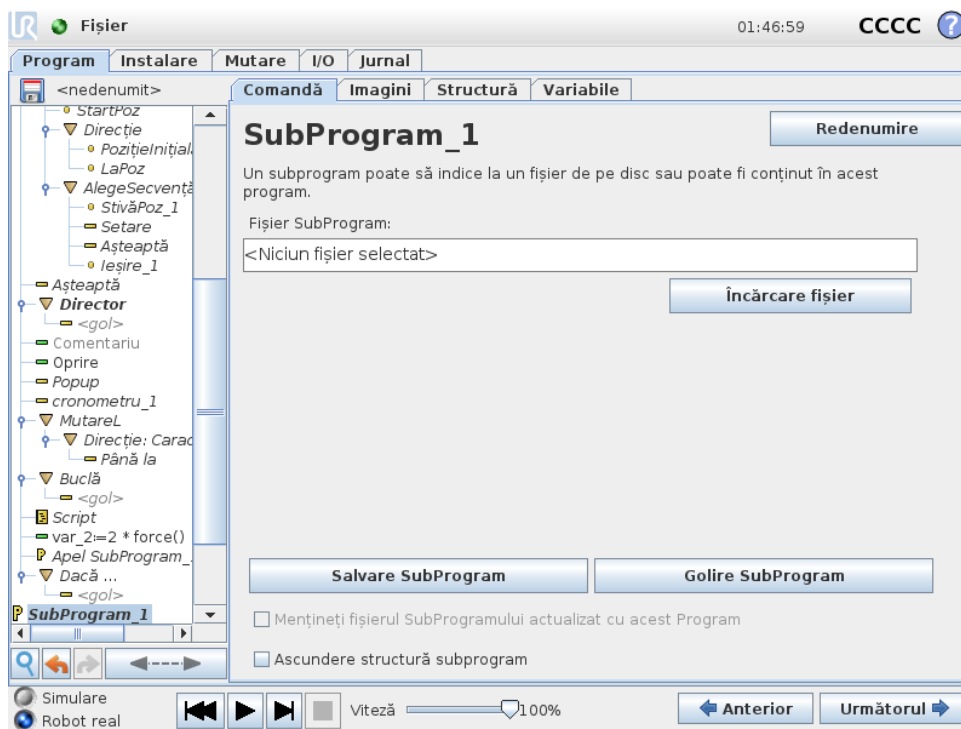 UR Fișier 01:46:59 CCCC ?
Program Instalare Mutare I/O Jurnal
<nedenumit>
Comandă Imagini Structură Variabile
StartPoz
Direcție
PozițieInițial
LaPoz
AlegeSecvență
StivăPoz_1
Setare
Așteaptă
Ieșire_1
Așteaptă
Director
<gol>
Comentariu
Oprire
Popup
cronometru_1
MutareL
Direcție: Carac
Până la
Buclă
<gol>
Script
var_2≔2 * force()
P Apel SubProgram_
Dacă ...
<gol>
P SubProgram_1
SubProgram_1
Redenumire
Un subprogram poate să indice la un fișier de pe disc sau poate fi conținut în acest
program.
Fișier SubProgram:
<Niciun fișier selectat>
Încărcare fișier
Salvare SubProgram Golire SubProgram
Mențineți fișierul SubProgramului actualizat cu acest Program
Ascundere structură subprogram
Simulare
Robot real
Viteză 100%
Anterior Următorul